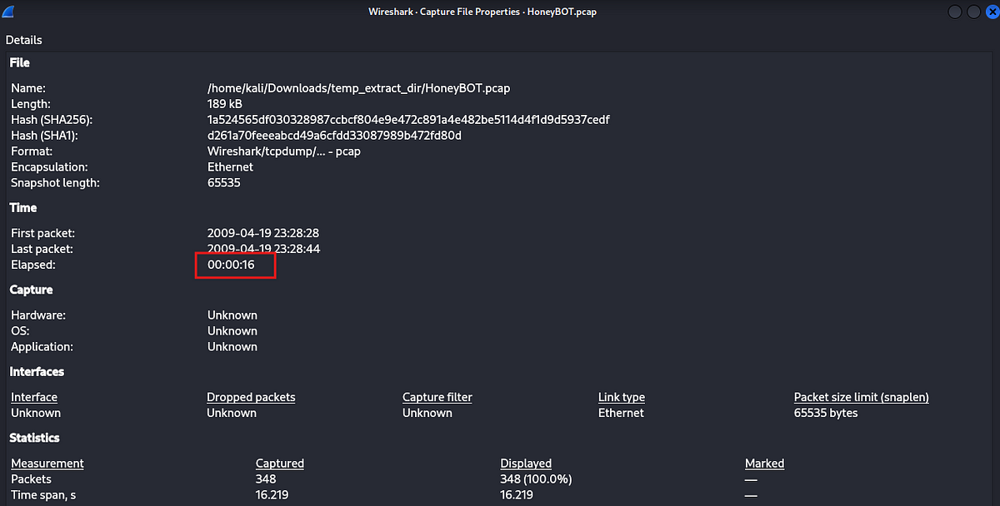 Wireshark · Capture File Properties · HoneyBOT.pcap
Details
File
Name: /home/kali/Downloads/temp_extract_dir/HoneyBOT.pcap
Length: 189 kB
Hash (SHA256): 1a524565df030328987ccbcf804e9e472c891a4e482be5114d4f1d9d5937cedf
Hash (SHA1): d261a70feeeabcd49a6cfdd33087989b472fd80d
Format: Wireshark/tcpdump/... - pcap
Encapsulation: Ethernet
Snapshot length: 65535
Time
First packet: 2009-04-19 23:28:28
Last packet: 2009-04-19 23:28:44
Elapsed: 00:00:16
Capture
Hardware: Unknown
OS: Unknown
Application: Unknown
Interfaces
Interface Dropped packets Capture filter Link type Packet size limit (snaplen)
Unknown Unknown Unknown Ethernet 65535 bytes
Statistics
Measurement Captured Displayed Marked
Packets 348 348 (100.0%) —
Time span, s 16.219 16.219 —